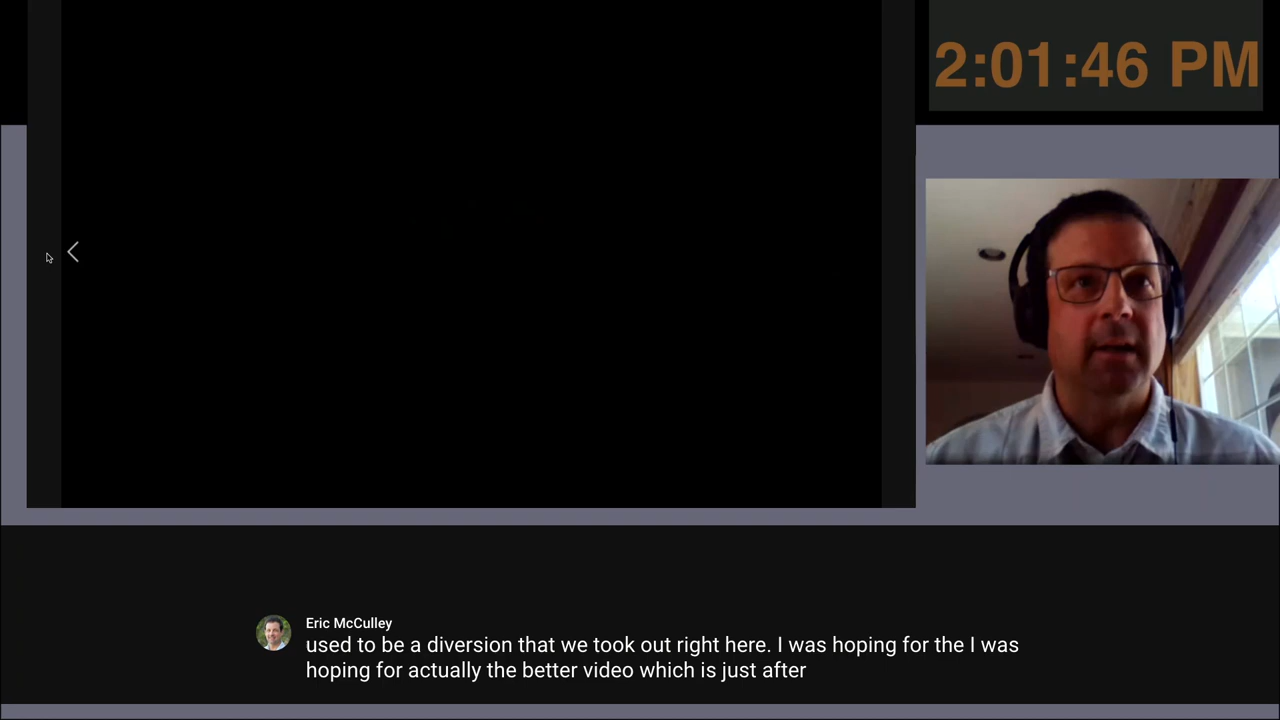 2:01:46 PM
Eric McCulley
used to be a diversion that we took out right here. I was hoping for the I was
hoping for actually the better video which is just after